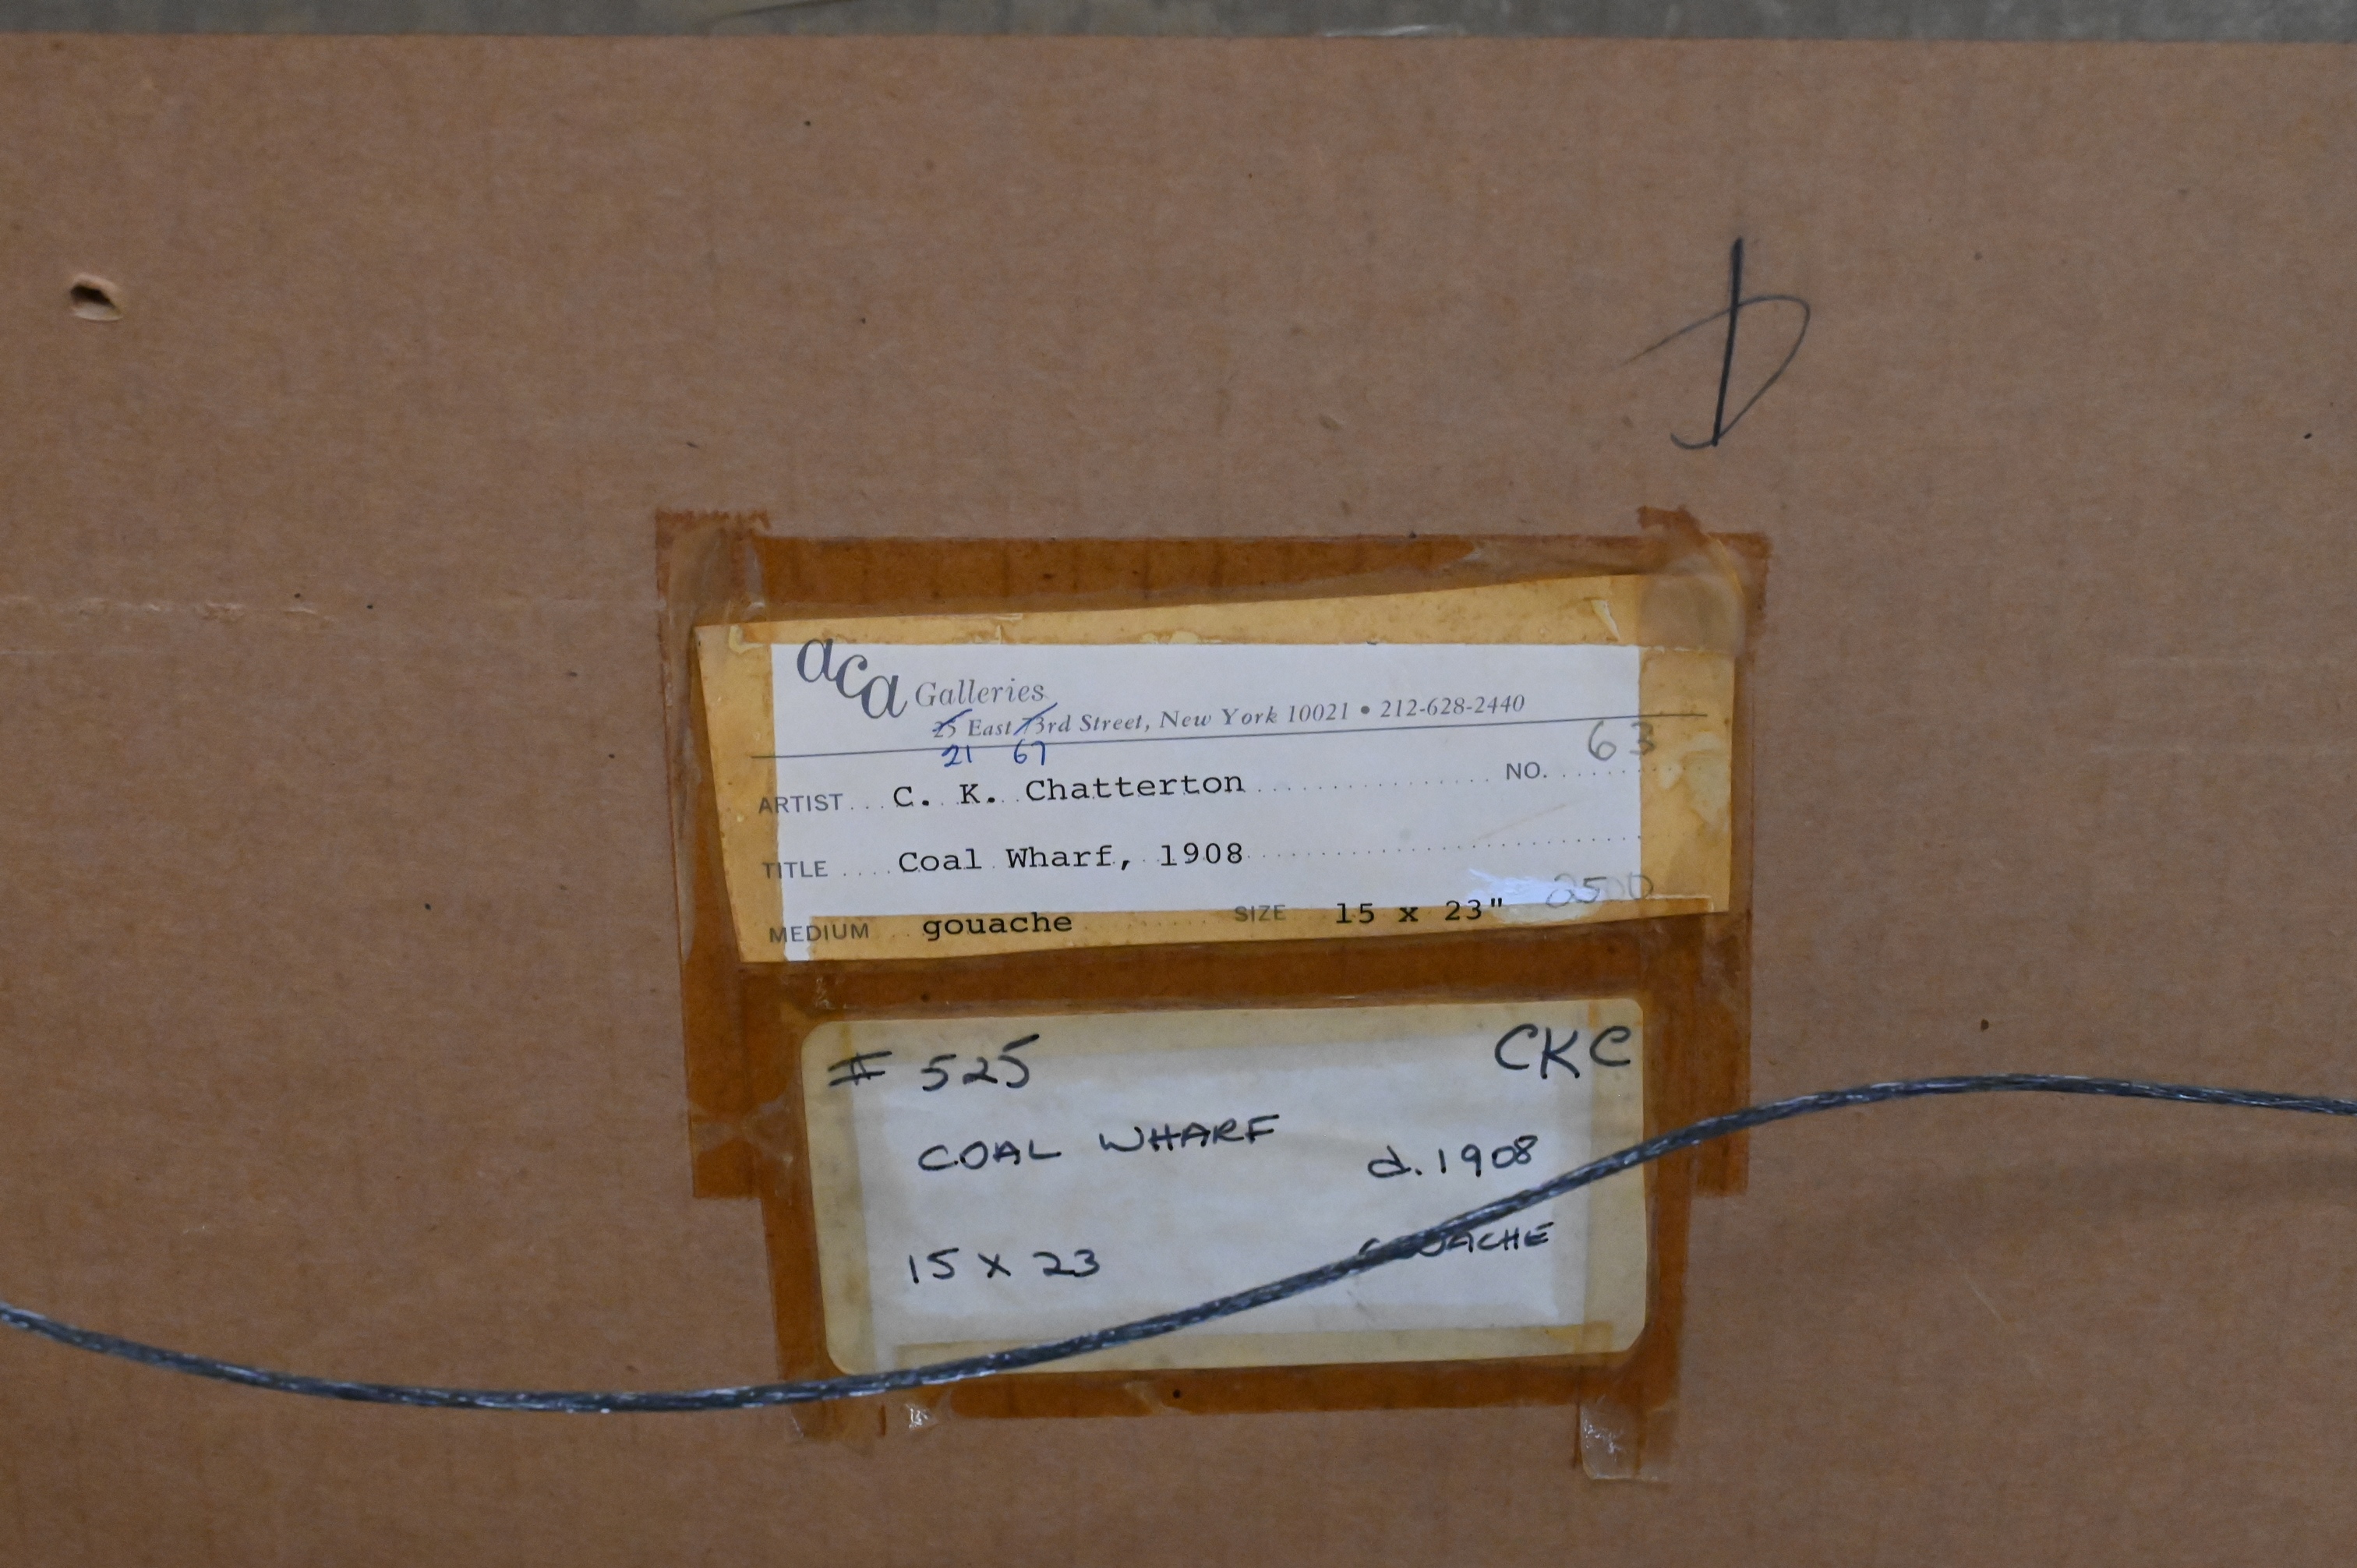 D
aca Galleries
25 East 73rd Street, New York 10021 • 212-628-2440
21 67
63
ARTIST C. K. Chatterton NO.
TITLE Coal Wharf, 1908
2500
MEDIUM gouache SIZE 15 x 23"
# 525 CKC
COAL WHARF d. 1908
15 X 23 GOUACHE